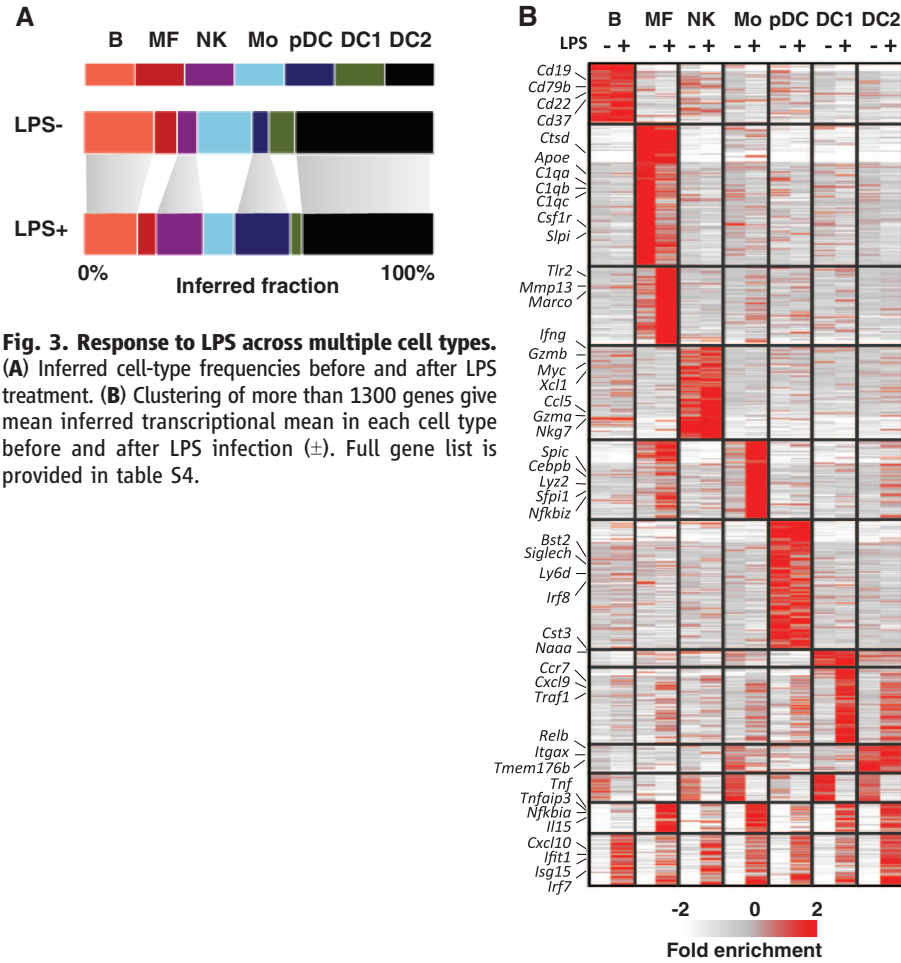 A
B MF NK Mo pDC DC1 DC2
LPS-
LPS+
0% 100%
Inferred fraction
Fig. 3. Response to LPS across multiple cell types.
(A) Inferred cell-type frequencies before and after LPS
treatment. (B) Clustering of more than 1300 genes give
mean inferred transcriptional mean in each cell type
before and after LPS infection (±). Full gene list is
provided in table S4.
B
B MF NK Mo pDC DC1 DC2
LPS - + - + - + - + - + - + - +
Cd19
Cd79b
Cd22
Cd37
Ctsd
Apoe
C1qa
C1qb
C1qc
Csf1r
Slpi
Tlr2
Mmp13
Marco
Ifng
Gzmb
Myc
Xcl1
Ccl5
Gzma
Nkg7
Spic
Cebpb
Lyz2
Sfpi1
Nfkbiz
Bst2
Siglech
Ly6d
Irf8
Cst3
Naaa
Ccr7
Cxcl9
Traf1
Relb
Itgax
Tmem176b
Tnf
Tnfaip3
Nfkbia
Il15
Cxcl10
Ifit1
Isg15
Irf7
-2 0 2
Fold enrichment